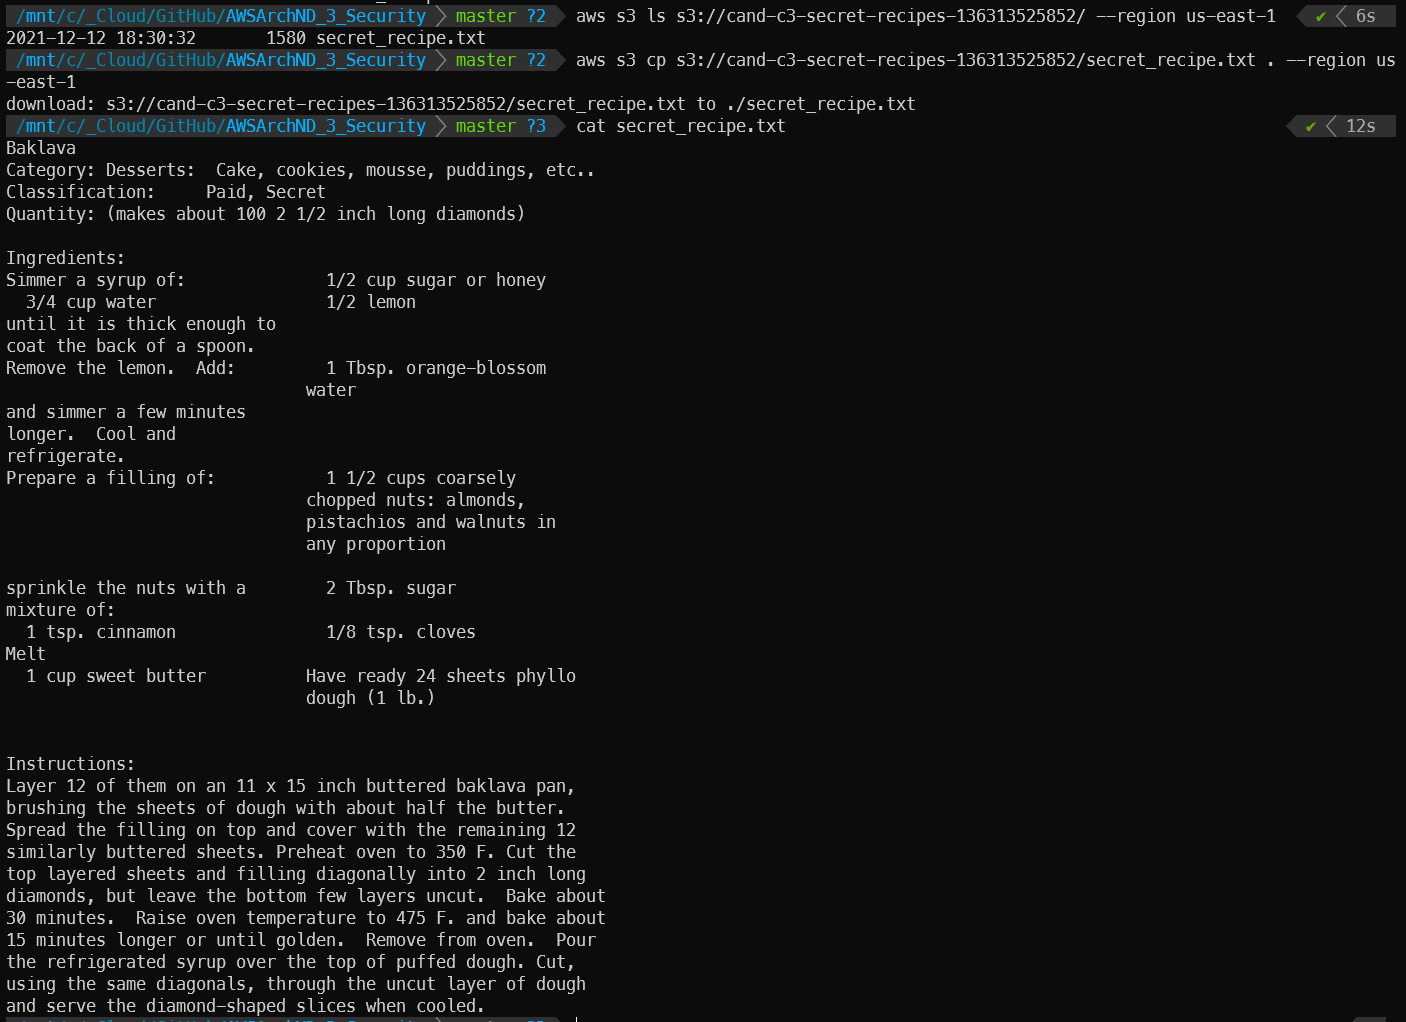 /mnt/c/_Cloud/GitHub/AWSArchND_3_Security master ?2 aws s3 ls s3://cand-c3-secret-recipes-136313525852/ --region us-east-1 ✔ 6s
2021-12-12 18:30:32       1580 secret_recipe.txt
/mnt/c/_Cloud/GitHub/AWSArchND_3_Security master ?2 aws s3 cp s3://cand-c3-secret-recipes-136313525852/secret_recipe.txt . --region us
-east-1
download: s3://cand-c3-secret-recipes-136313525852/secret_recipe.txt to ./secret_recipe.txt
/mnt/c/_Cloud/GitHub/AWSArchND_3_Security master ?3 cat secret_recipe.txt ✔ 12s
Baklava
Category: Desserts:  Cake, cookies, mousse, puddings, etc..
Classification:     Paid, Secret
Quantity: (makes about 100 2 1/2 inch long diamonds)
Ingredients:
Simmer a syrup of:              1/2 cup sugar or honey
  3/4 cup water                 1/2 lemon
until it is thick enough to
coat the back of a spoon.
Remove the lemon.  Add:         1 Tbsp. orange-blossom
                              water
and simmer a few minutes
longer.  Cool and
refrigerate.
Prepare a filling of:           1 1/2 cups coarsely
                              chopped nuts: almonds,
                              pistachios and walnuts in
                              any proportion
sprinkle the nuts with a        2 Tbsp. sugar
mixture of:
  1 tsp. cinnamon               1/8 tsp. cloves
Melt
  1 cup sweet butter          Have ready 24 sheets phyllo
                              dough (1 lb.)
Instructions:
Layer 12 of them on an 11 x 15 inch buttered baklava pan,
brushing the sheets of dough with about half the butter.
Spread the filling on top and cover with the remaining 12
similarly buttered sheets. Preheat oven to 350 F. Cut the
top layered sheets and filling diagonally into 2 inch long
diamonds, but leave the bottom few layers uncut.  Bake about
30 minutes.  Raise oven temperature to 475 F. and bake about
15 minutes longer or until golden.  Remove from oven.  Pour
the refrigerated syrup over the top of puffed dough. Cut,
using the same diagonals, through the uncut layer of dough
and serve the diamond-shaped slices when cooled.